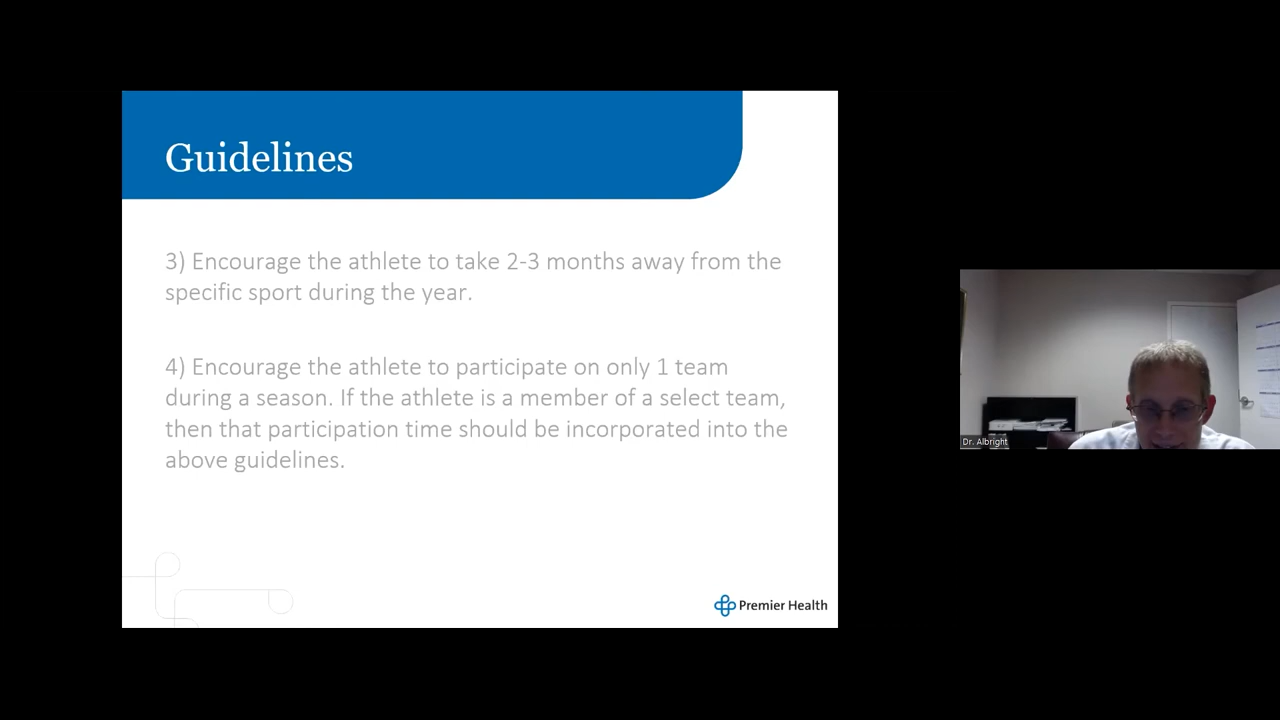 Guidelines
3) Encourage the athlete to take 2-3 months away from the
specific sport during the year.
4) Encourage the athlete to participate on only 1 team
during a season. If the athlete is a member of a select team,
then that participation time should be incorporated into the
above guidelines.
Premier Health
Dr. Albright